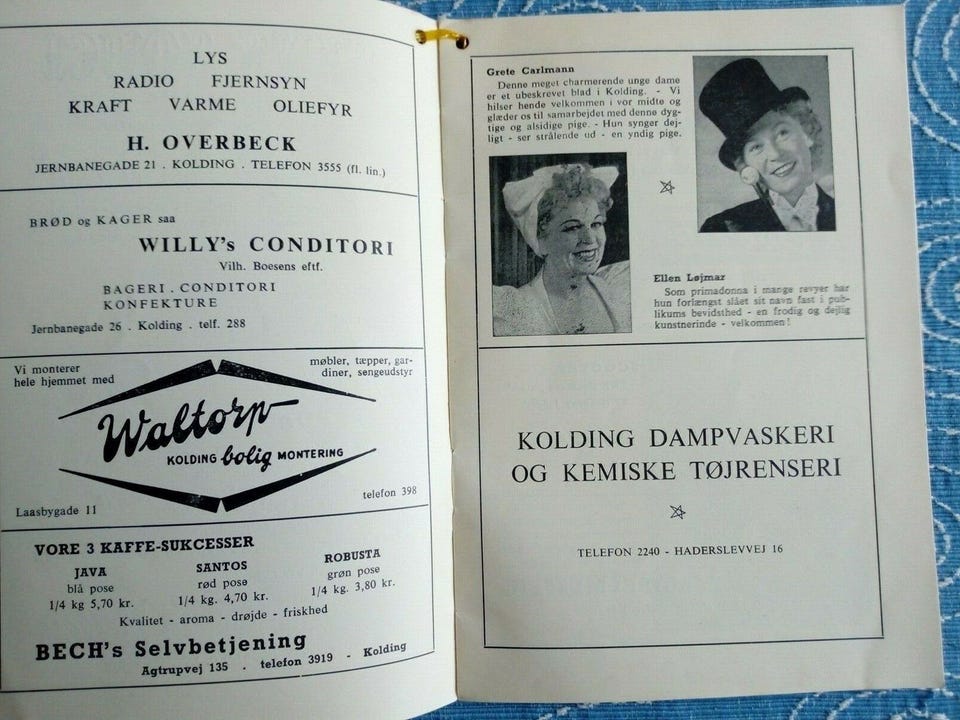 LYS
RADIO FJERNSYN
KRAFT VARME OLIEFYR
H. OVERBECK
JERNBANEGADE 21 . KOLDING . TELEFON 3555 (fl. lin.)
BRØD og KAGER saa
WILLY's CONDITORI
Vilh. Boesens eftf.
BAGERI . CONDITORI
KONFEKTURE
Jernbanegade 26 . Kolding . telf. 288
Vi monterer
hele hjemmet med
møbler, tæpper, gar-
diner, sengeudstyr
Waltorp
KOLDING bolig MONTERING
Laasbygade 11
telefon 398
VORE 3 KAFFE-SUKCESSER
JAVA
blå pose
1/4 kg 5,70 kr.
SANTOS
rød pose
1/4 kg. 4,70 kr.
ROBUSTA
grøn pose
1/4 kg. 3,80 kr.
Kvalitet - aroma - drøjde - friskhed
BECH's Selvbetjening
Agtrupvej 135 . telefon 3919 - Kolding
Grete Carlmann
Denne meget charmerende unge dame
er et ubeskrevet blad i Kolding. - Vi
hilser hende velkommen i vor midte og
glæder os til samarbejdet med denne dyg-
tige og alsidige pige. - Hun synger dej-
ligt - ser strålende ud - en yndig pige.
Ellen Løjmar
Som primadonna i mange revyer har
hun forlængst slået sit navn fast i pub-
likums bevidsthed - en frodig og dejlig
kunstnerinde - velkommen!
KOLDING DAMPVASKERI
OG KEMISKE TØJRENSERI
TELEFON 2240 - HADERSLEVVEJ 16